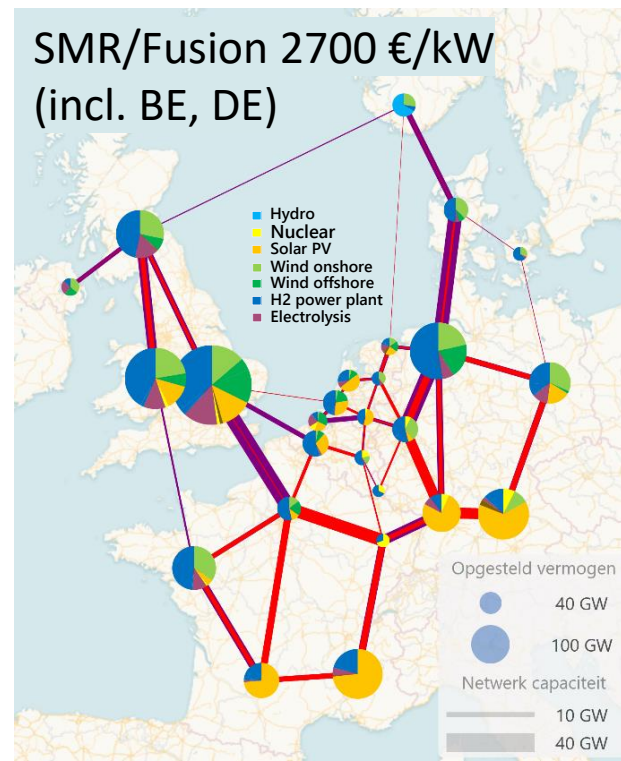 SMR/Fusion 2700 €/kW
(incl. BE, DE)
Hydro
Nuclear
Solar PV
Wind onshore
Wind offshore
H2 power plant
Electrolysis
Opgesteld vermogen
40 GW
100 GW
Netwerk capaciteit
10 GW
40 GW